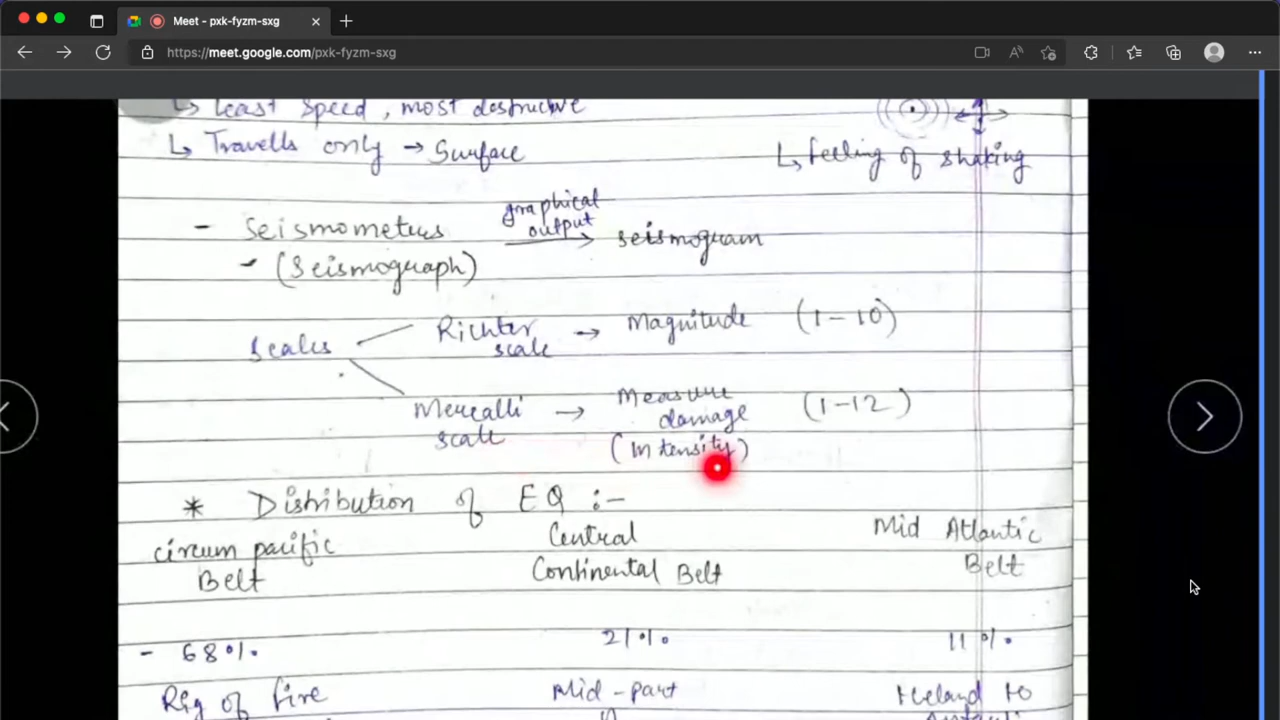 Meet - pxk-fyzm-sxg
https://meet.google.com/pxk-fyzm-sxg
↳ Least speed, most destructive
↳ Travells only → Surface
↳ Feeling of shaking
- Seismometers graphical output → seismogram
- (Seismograph)
Scales
Richter scale → Magnitude (1-10)
Mercalli scale → Measure damage (Intensity) (1-12)
* Distribution of EQ :-
circum pacific Belt
Central Continental Belt
Mid Atlantic Belt
- 68%.
21%.
11%.
Rig of fire
Mid-part
Iceland to